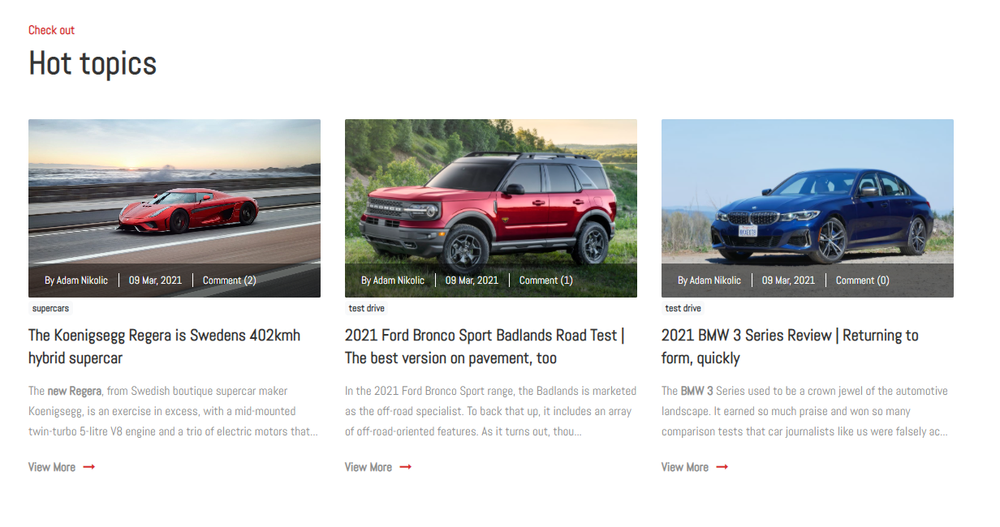 Check out
Hot topics
By Adam Nikolic | 09 Mar, 2021 | Comment (2)
supercars
The Koenigsegg Regera is Swedens 402kmh
hybrid supercar
The new Regera, from Swedish boutique supercar maker
Koenigsegg, is an exercise in excess, with a mid-mounted
twin-turbo 5-litre V8 engine and a trio of electric motors that...
View More
BRONCO
By Adam Nikolic | 09 Mar, 2021 | Comment (1)
test drive
2021 Ford Bronco Sport Badlands Road Test |
The best version on pavement, too
In the 2021 Ford Bronco Sport range, the Badlands is marketed
as the off-road specialist. To back that up, it includes an array
of off-road-oriented features. As it turns out, thou...
View More
By Adam Nikolic | 09 Mar, 2021 | Comment (0)
test drive
2021 BMW 3 Series Review | Returning to
form, quickly
The BMW 3 Series used to be a crown jewel of the automotive
landscape. It earned so much praise and won so many
comparison tests that car journalists like us were falsely ac...
View More